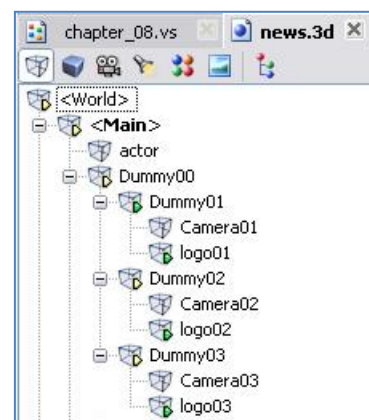 chapter_08.vs news.3d
<World>
<Main>
actor
Dummy00
Dummy01
Camera01
logo01
Dummy02
Camera02
logo02
Dummy03
Camera03
logo03